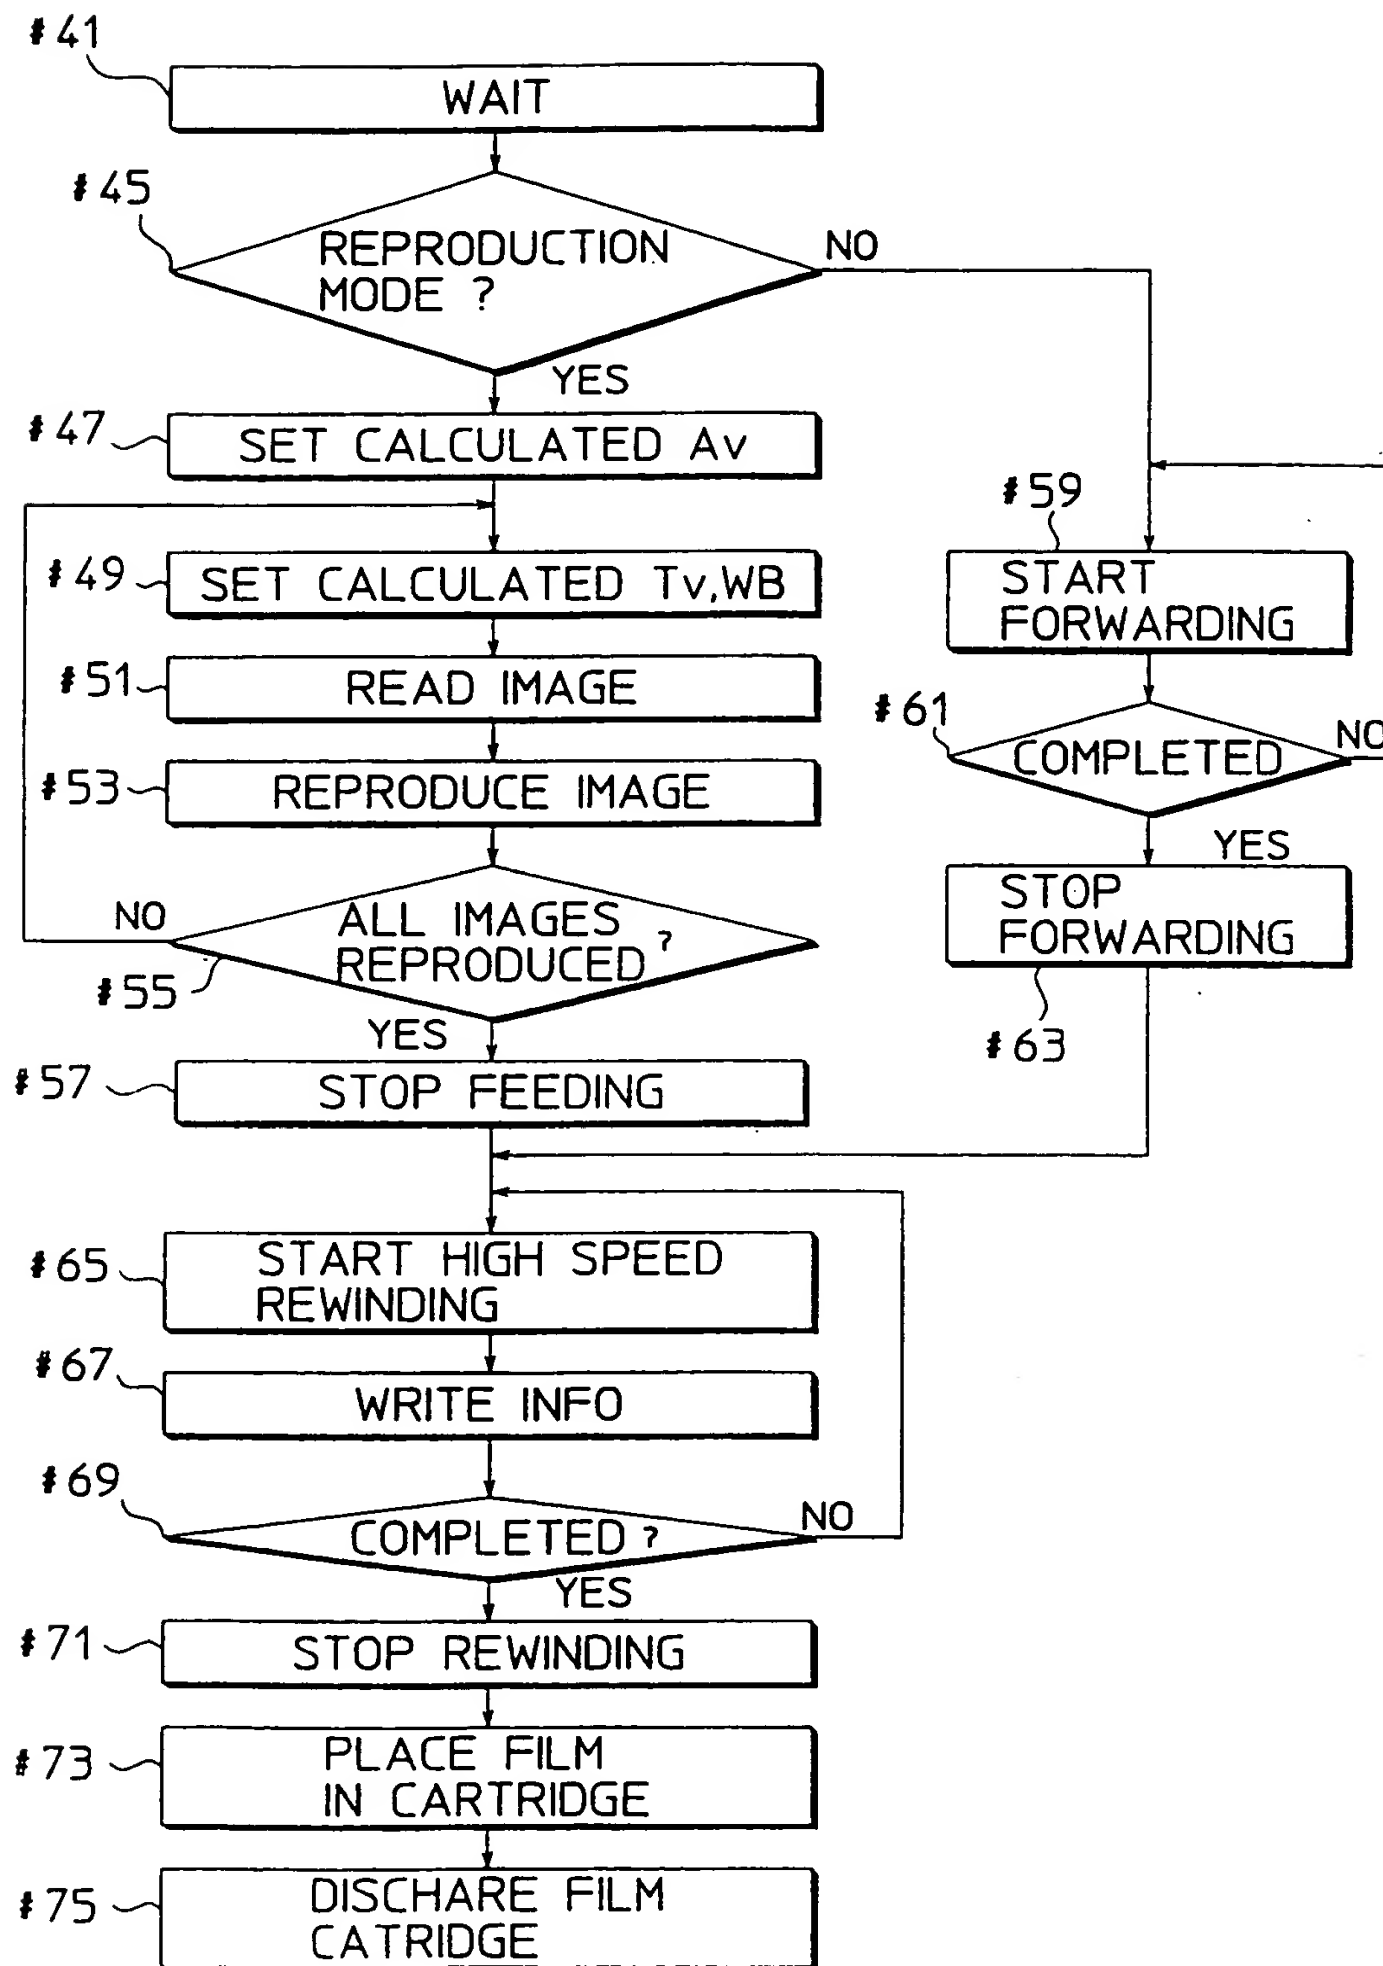 #41
WAIT
#45
REPRODUCTION
MODE ?
NO
YES
#47
SET CALCULATED Av
#59
START
FORWARDING
#49
SET CALCULATED Tv,WB
#51
READ IMAGE
#61
COMPLETED
NO
#53
REPRODUCE IMAGE
YES
NO
ALL IMAGES
REPRODUCED ?
#55
STOP
FORWARDING
#63
YES
#57
STOP FEEDING
#65
START HIGH SPEED
REWINDING
#67
WRITE INFO
#69
COMPLETED ?
NO
YES
#71
STOP REWINDING
#73
PLACE FILM
IN CARTRIDGE
#75
DISCHARE FILM
CATRIDGE